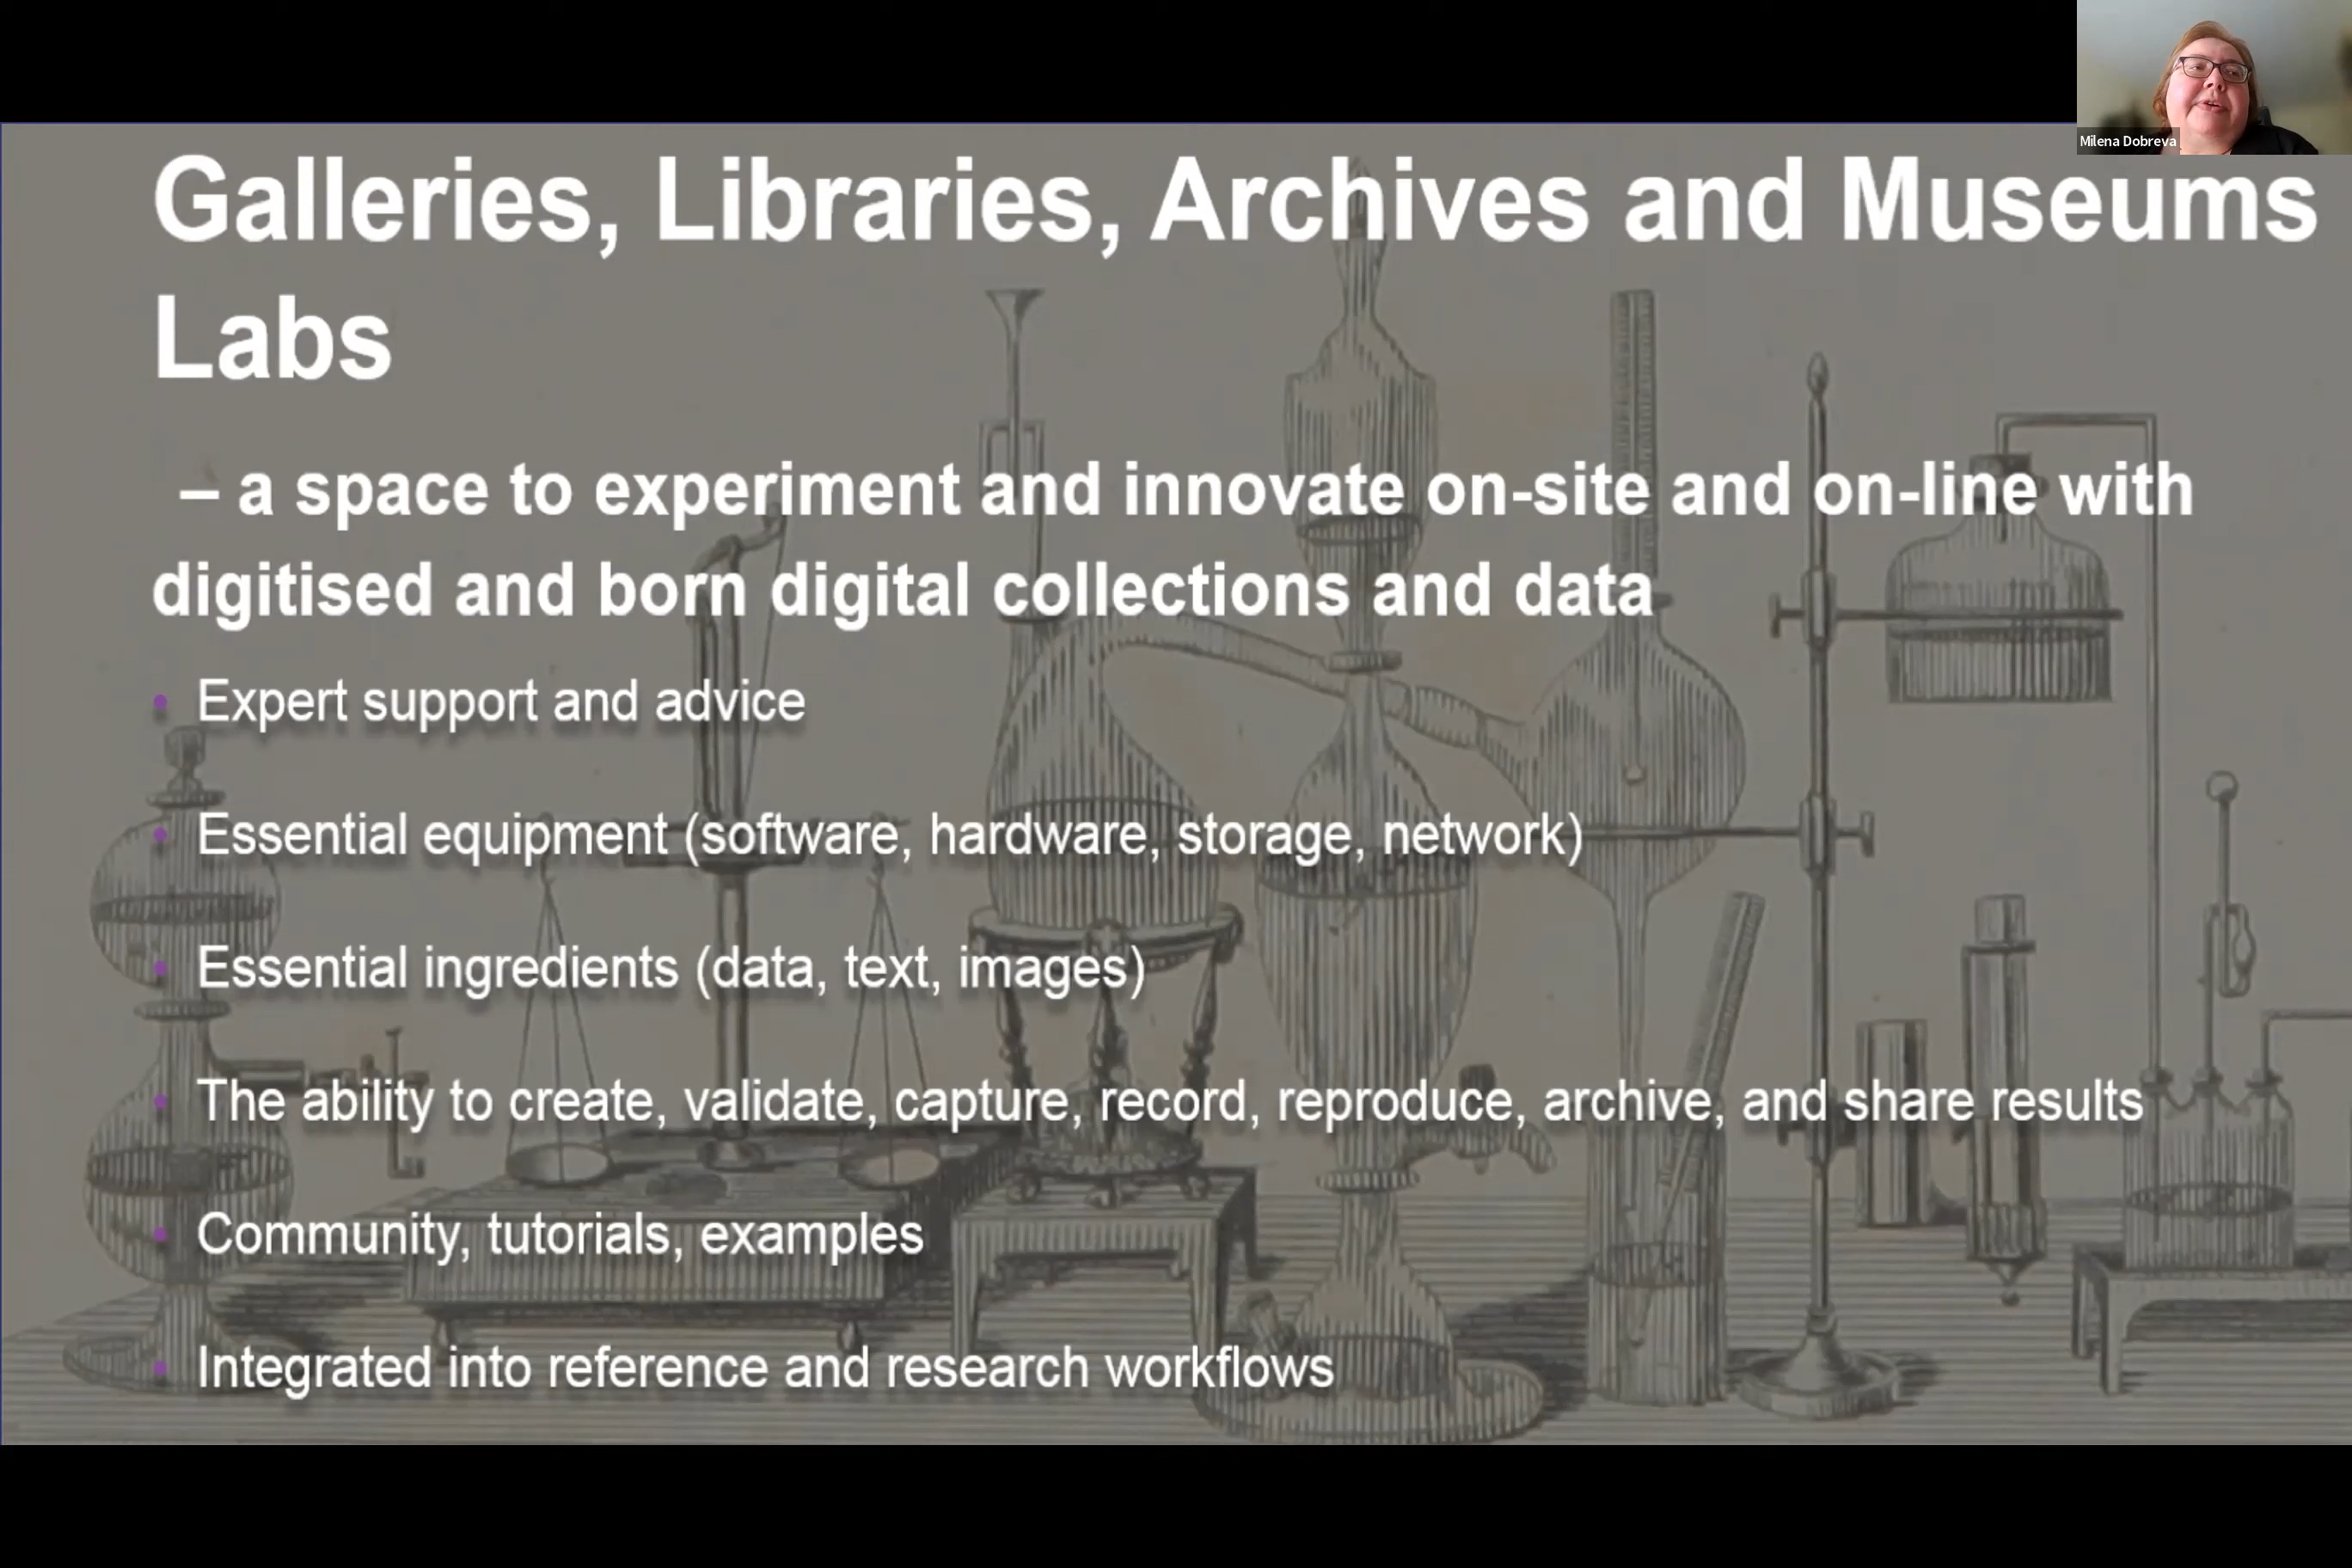 Milena Dobreva
Galleries, Libraries, Archives and Museums
Labs
– a space to experiment and innovate on-site and on-line with
digitised and born digital collections and data
• Expert support and advice
• Essential equipment (software, hardware, storage, network)
• Essential ingredients (data, text, images)
• The ability to create, validate, capture, record, reproduce, archive, and share results
• Community, tutorials, examples
• Integrated into reference and research workflows